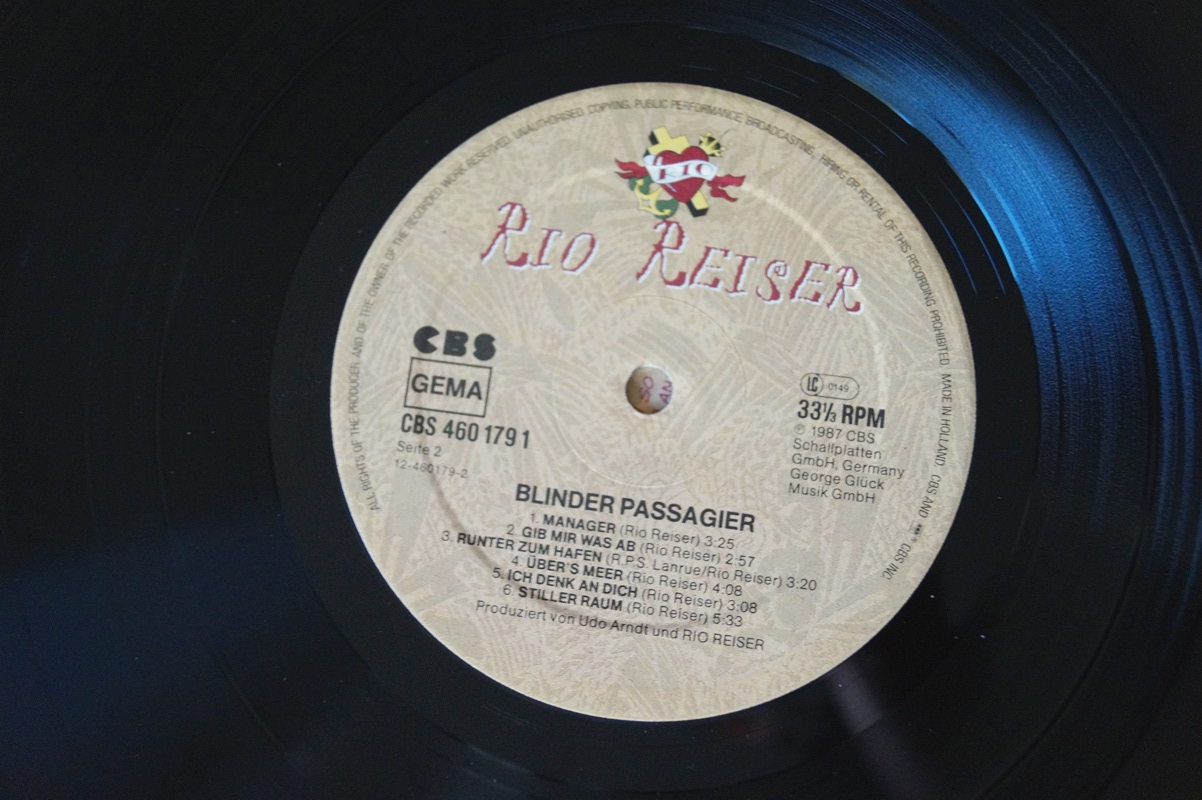 ALL RIGHTS OF THE PRODUCER AND OF THE OWNER OF THE RECORDED WORK RESERVED. UNAUTHORISED COPYING, PUBLIC PERFORMANCE, BROADCASTING, HIRING OR RENTAL OF THIS RECORDING PROHIBITED. MADE IN HOLLAND. CBS AND CBS INC.
RIO
RIO REISER
CBS
GEMA
CBS 460 179 1
Seite 2
12-460179-2
LC 0149
33⅓ RPM
℗ 1987 CBS
Schallplatten
GmbH, Germany
George Glück
Musik GmbH
BLINDER PASSAGIER
1. MANAGER (Rio Reiser) 3:25
2. GIB MIR WAS AB (Rio Reiser) 2:57
3. RUNTER ZUM HAFEN (R.P.S. Lanrue/Rio Reiser) 3:20
4. ÜBER'S MEER (Rio Reiser) 4:08
5. ICH DENK AN DICH (Rio Reiser) 3:08
6. STILLER RAUM (Rio Reiser) 5:33
Produziert von Udo Arndt und RIO REISER